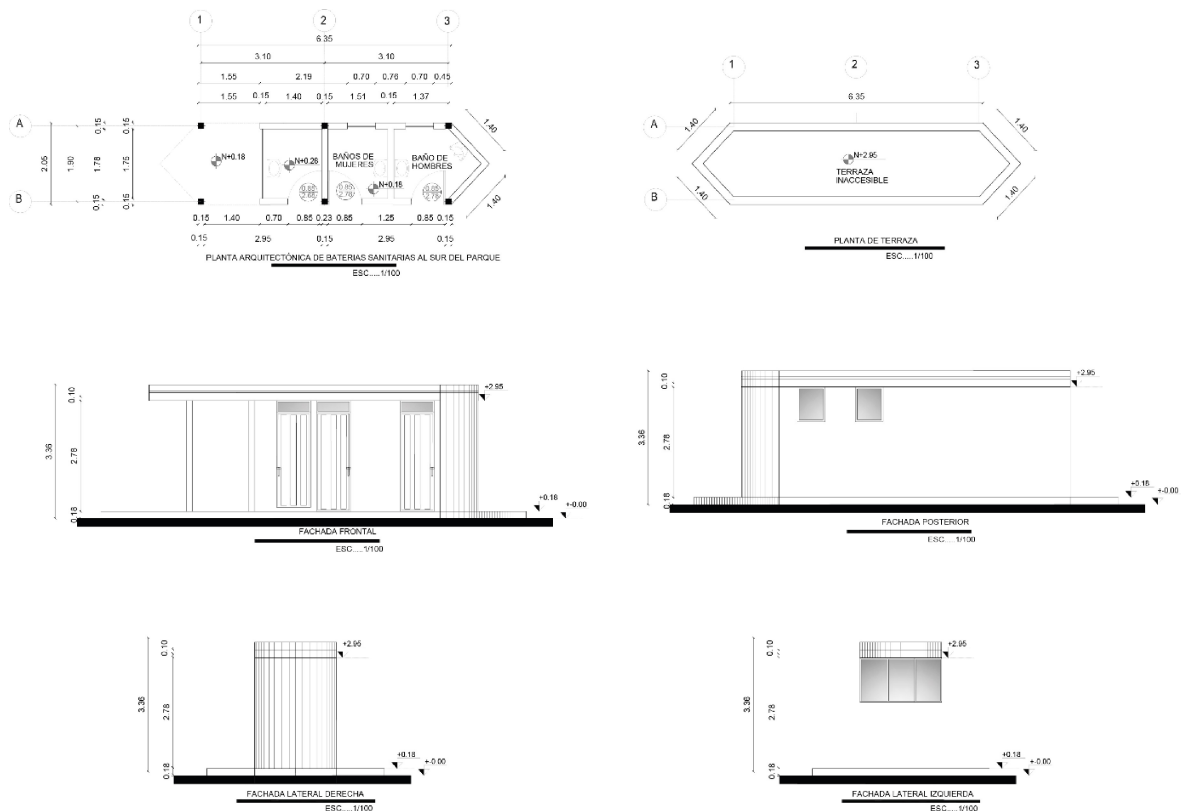 1 2 3
6.35
3.10 3.10
1.55 2.19 0.70 0.76 0.70 0.45
1.55 0.15 1.40 0.15 1.51 0.15 1.37
A
B
2.05
1.90
0.15
1.78
0.15
1.75
N+0.18
BAÑOS DE
MUJERES
BAÑO DE
HOMBRES
N+0.18
1.40
1.40
0.15 1.40 0.70 0.85 0.23 0.85 1.25 0.85 0.15
0.15 2.95 0.15 2.95 0.15
PLANTA ARQUITECTÓNICA DE BATERIAS SANITARIAS AL SUR DEL PARQUE
ESC.....1/100
1 2 3
6.35
A
B
1.40
1.40
1.40
1.40
N+2.95
TERRAZA
INACCESIBLE
PLANTA DE TERRAZA
ESC.....1/100
3.36
0.10
2.78
0.18
+2.95
+0.18
+-0.00
FACHADA FRONTAL
ESC.....1/100
3.36
0.10
2.78
0.18
+2.95
+0.18
+-0.00
FACHADA POSTERIOR
ESC.....1/100
3.36
0.10
2.78
0.18
+2.95
+0.18
+-0.00
FACHADA LATERAL DERECHA
ESC.....1/100
3.36
0.10
2.78
0.18
+2.95
+0.18
+-0.00
FACHADA LATERAL IZQUIERDA
ESC.....1/100